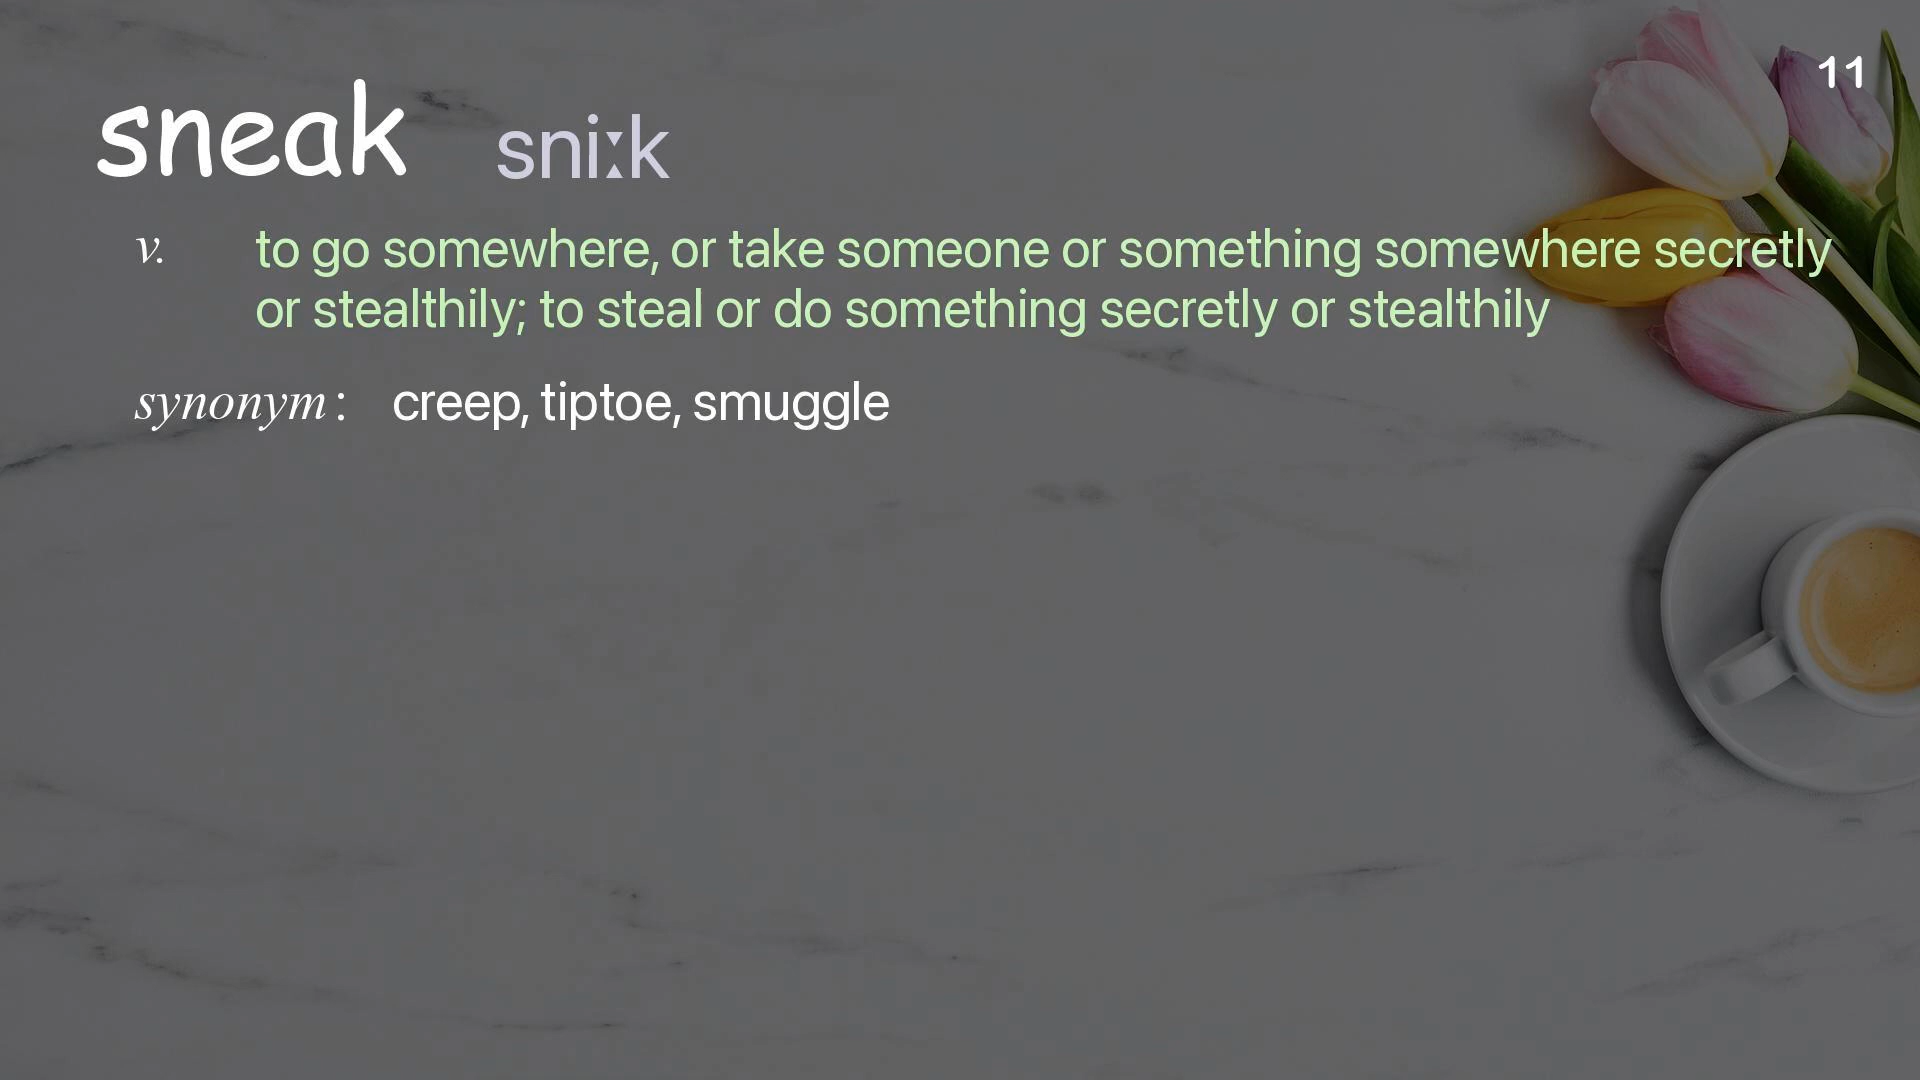 11
sneak sniːk
v. to go somewhere, or take someone or something somewhere secretly
or stealthily; to steal or do something secretly or stealthily
synonym : creep, tiptoe, smuggle